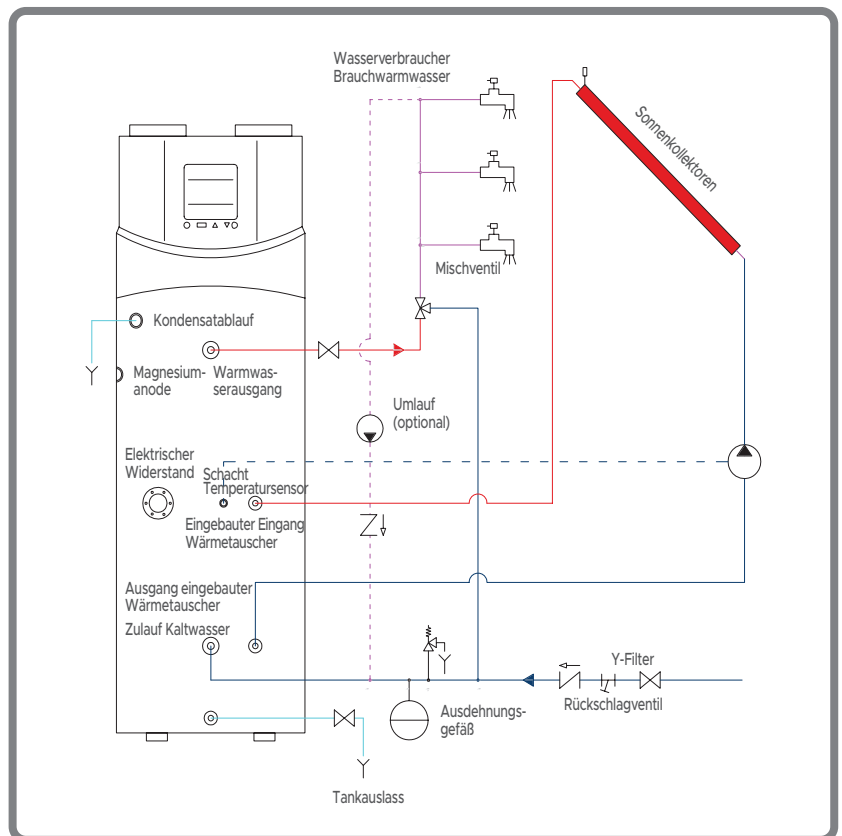 Wasserverbraucher
Brauchwarmwasser
Sonnenkollektoren
Mischventil
Kondensatablauf
Magnesium-
anode
Warmwas-
serausgang
Umlauf
(optional)
Elektrischer
Widerstand
Schacht
Temperatursensor
Eingebauter Eingang
Wärmetauscher
Ausgang eingebauter
Wärmetauscher
Zulauf Kaltwasser
Y-Filter
Rückschlagventil
Ausdehnungs-
gefäß
Tankauslass